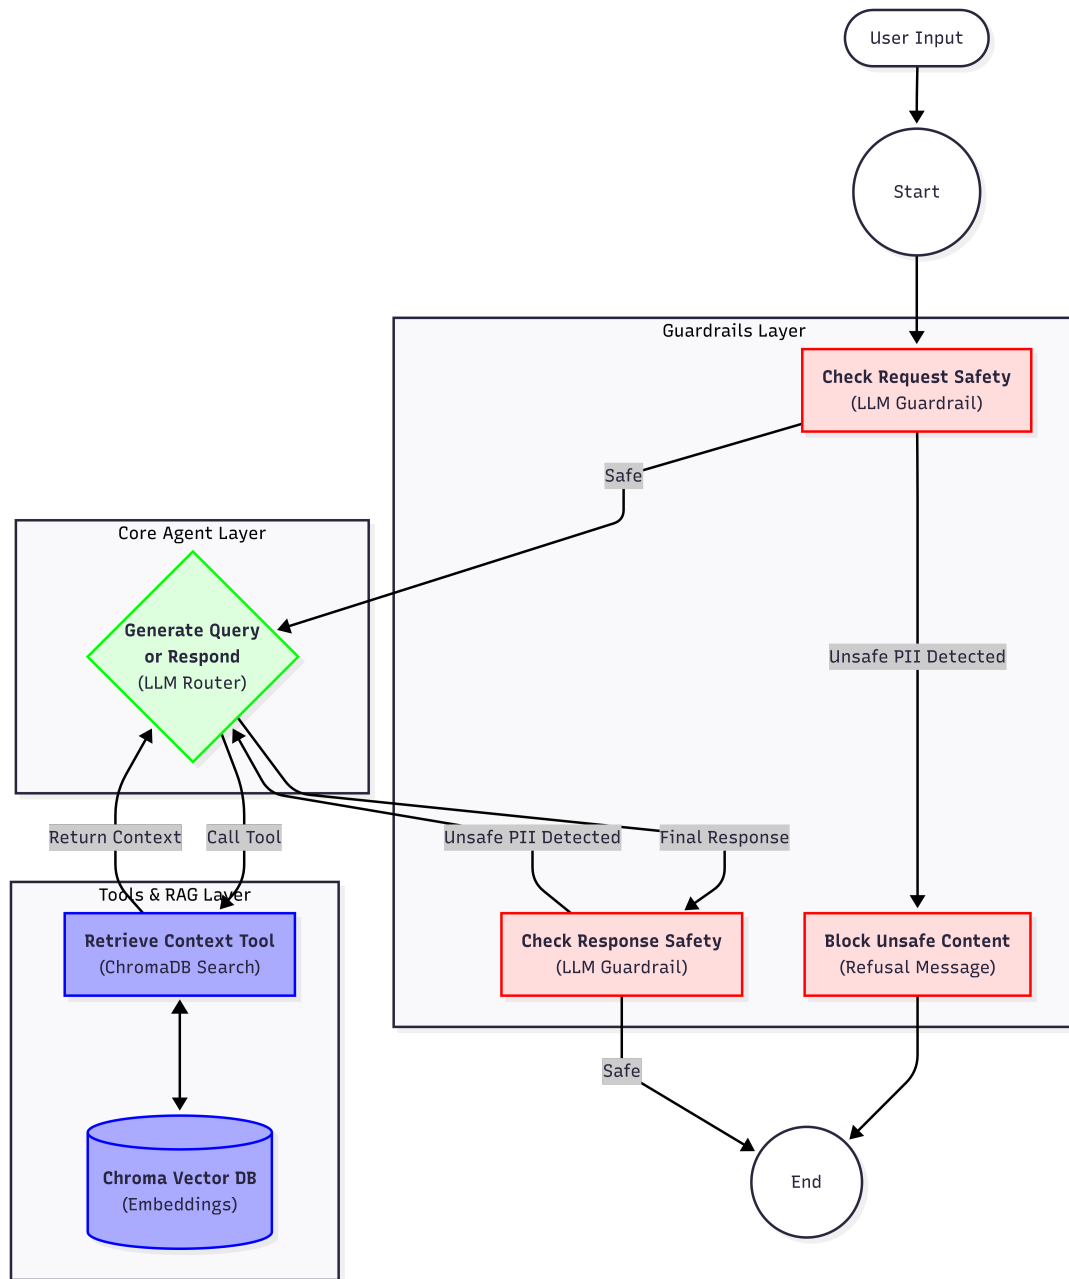 User Input
Start
Guardrails Layer
Check Request Safety
(LLM Guardrail)
Safe
Core Agent Layer
Generate Query
or Respond
(LLM Router)
Unsafe PII Detected
Return Context
Call Tool
Unsafe PII Detected
Final Response
Tools & RAG Layer
Retrieve Context Tool
(ChromaDB Search)
Check Response Safety
(LLM Guardrail)
Block Unsafe Content
(Refusal Message)
Safe
Chroma Vector DB
(Embeddings)
End